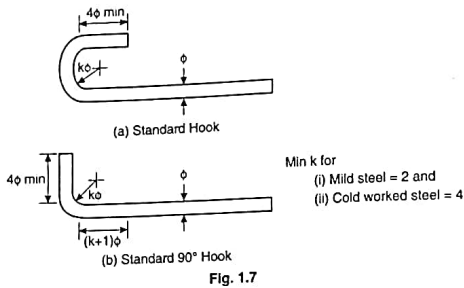 4ϕ min
kϕ
ϕ
(a) Standard Hook
4ϕ min
kϕ
ϕ
(k+1)ϕ
(b) Standard 90° Hook
Min k for
(i) Mild steel = 2 and
(ii) Cold worked steel = 4
Fig. 1.7